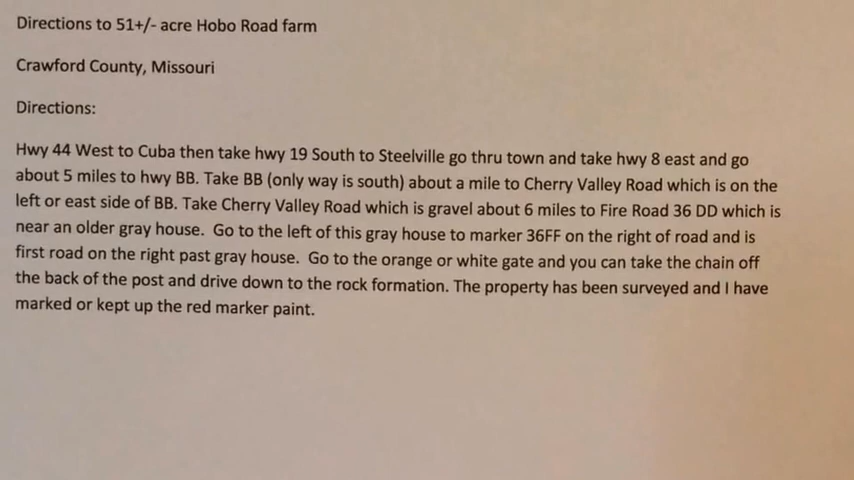 Directions to 51+/- acre Hobo Road farm
Crawford County, Missouri
Directions:
Hwy 44 West to Cuba then take hwy 19 South to Steelville go thru town and take hwy 8 east and go
about 5 miles to hwy BB. Take BB (only way is south) about a mile to Cherry Valley Road which is on the
left or east side of BB. Take Cherry Valley Road which is gravel about 6 miles to Fire Road 36 DD which is
near an older gray house. Go to the left of this gray house to marker 36FF on the right of road and is
first road on the right past gray house. Go to the orange or white gate and you can take the chain off
the back of the post and drive down to the rock formation. The property has been surveyed and I have
marked or kept up the red marker paint.